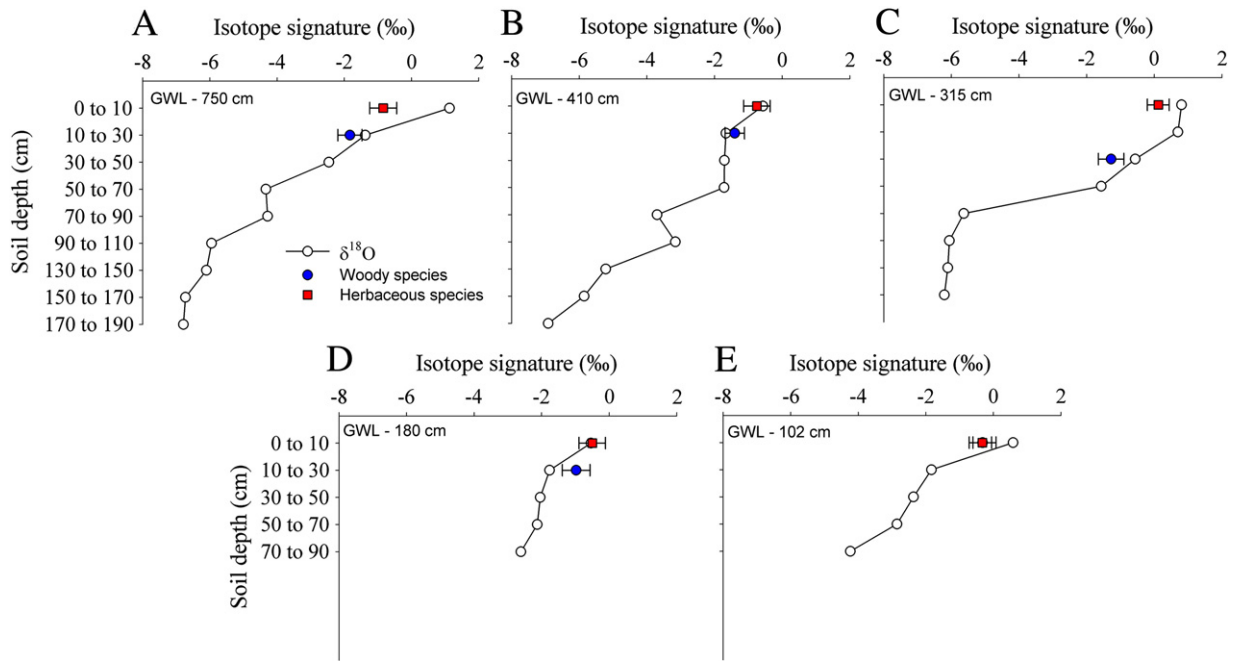 A
Isotope signature (‰)
-8 -6 -4 -2 0 2
GWL - 750 cm
Soil depth (cm)
0 to 10
10 to 30
30 to 50
50 to 70
70 to 90
90 to 110
130 to 150
150 to 170
170 to 190
δ18O
Woody species
Herbaceous species
B
Isotope signature (‰)
-8 -6 -4 -2 0 2
GWL - 410 cm
C
Isotope signature (‰)
-8 -6 -4 -2 0 2
GWL - 315 cm
D
Isotope signature (‰)
-8 -6 -4 -2 0 2
GWL - 180 cm
Soil depth (cm)
0 to 10
10 to 30
30 to 50
50 to 70
70 to 90
E
Isotope signature (‰)
-8 -6 -4 -2 0 2
GWL - 102 cm